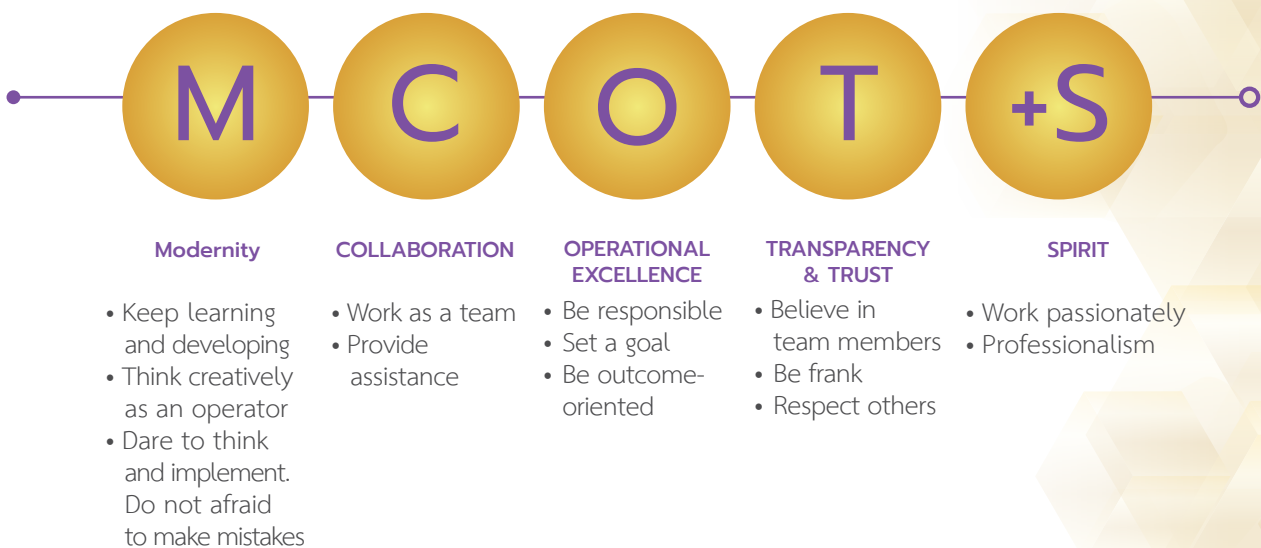 M
C
O
T
+S
Modernity
• Keep learning
and developing
• Think creatively
as an operator
• Dare to think
and implement.
Do not afraid
to make mistakes
COLLABORATION
• Work as a team
• Provide
assistance
OPERATIONAL
EXCELLENCE
• Be responsible
• Set a goal
• Be outcome-
oriented
TRANSPARENCY
& TRUST
• Believe in
team members
• Be frank
• Respect others
SPIRIT
• Work passionately
• Professionalism